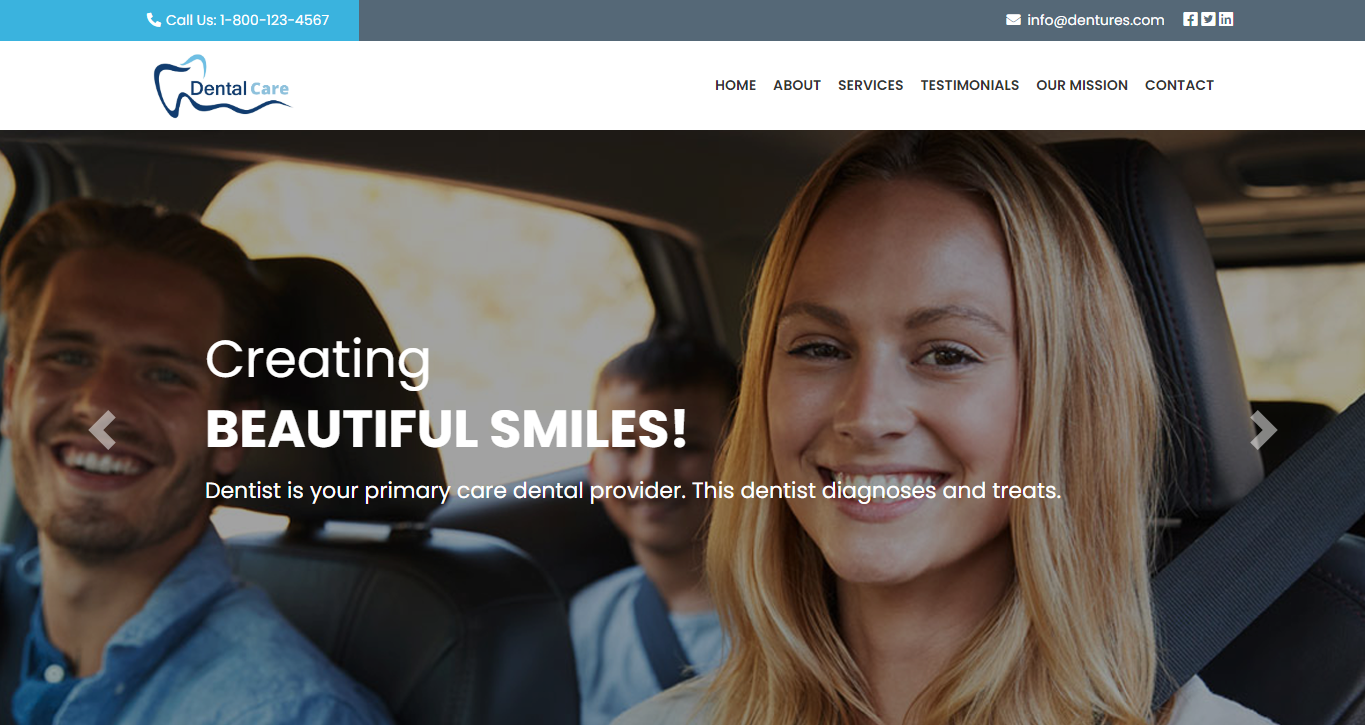 Call Us: 1-800-123-4567
info@dentures.com
Dental Care
HOME ABOUT SERVICES TESTIMONIALS OUR MISSION CONTACT
Creating
BEAUTIFUL SMILES!
Dentist is your primary care dental provider. This dentist diagnoses and treats.